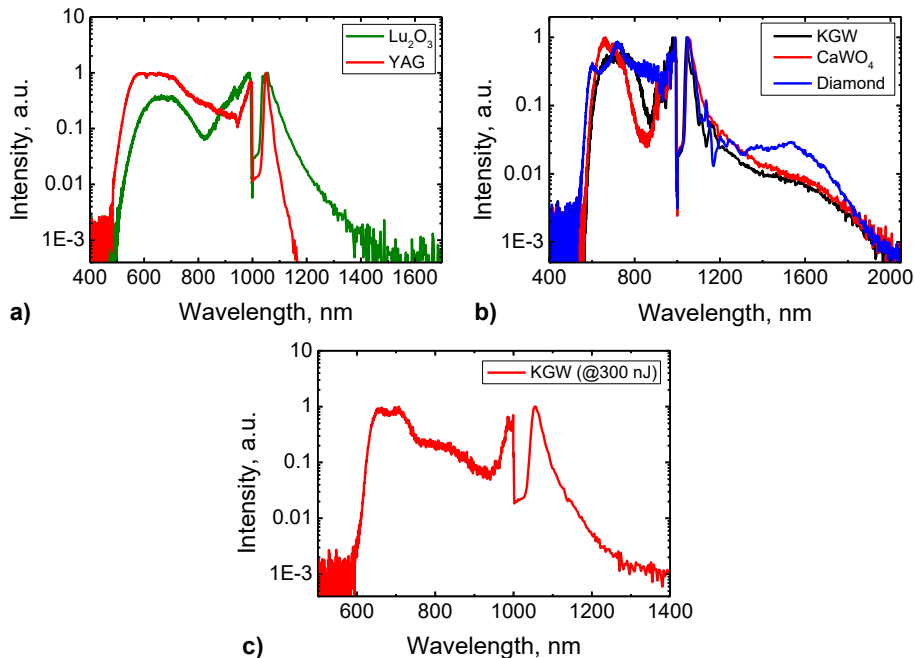 Intensity, a.u.
10
1
0.1
0.01
1E-3
Lu₂O₃
YAG
400 600 800 1000 1200 1400 1600
Wavelength, nm
a)
Intensity, a.u.
10
1
0.1
0.01
1E-3
KGW
CaWO₄
Diamond
400 800 1200 1600 2000
Wavelength, nm
b)
Intensity, a.u.
10
1
0.1
0.01
1E-3
KGW (@300 nJ)
600 800 1000 1200 1400
Wavelength, nm
c)